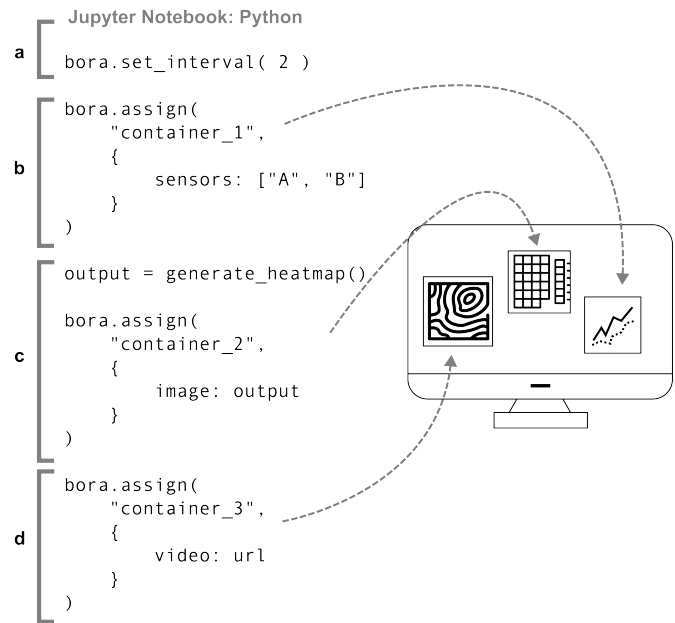 Jupyter Notebook: Python
a
bora.set_interval( 2 )
bora.assign(
"container_1",
{
b
sensors: ["A", "B"]
}
)
output = generate_heatmap()
bora.assign(
"container_2",
c
{
image: output
}
)
bora.assign(
"container_3",
d
{
video: url
}
)